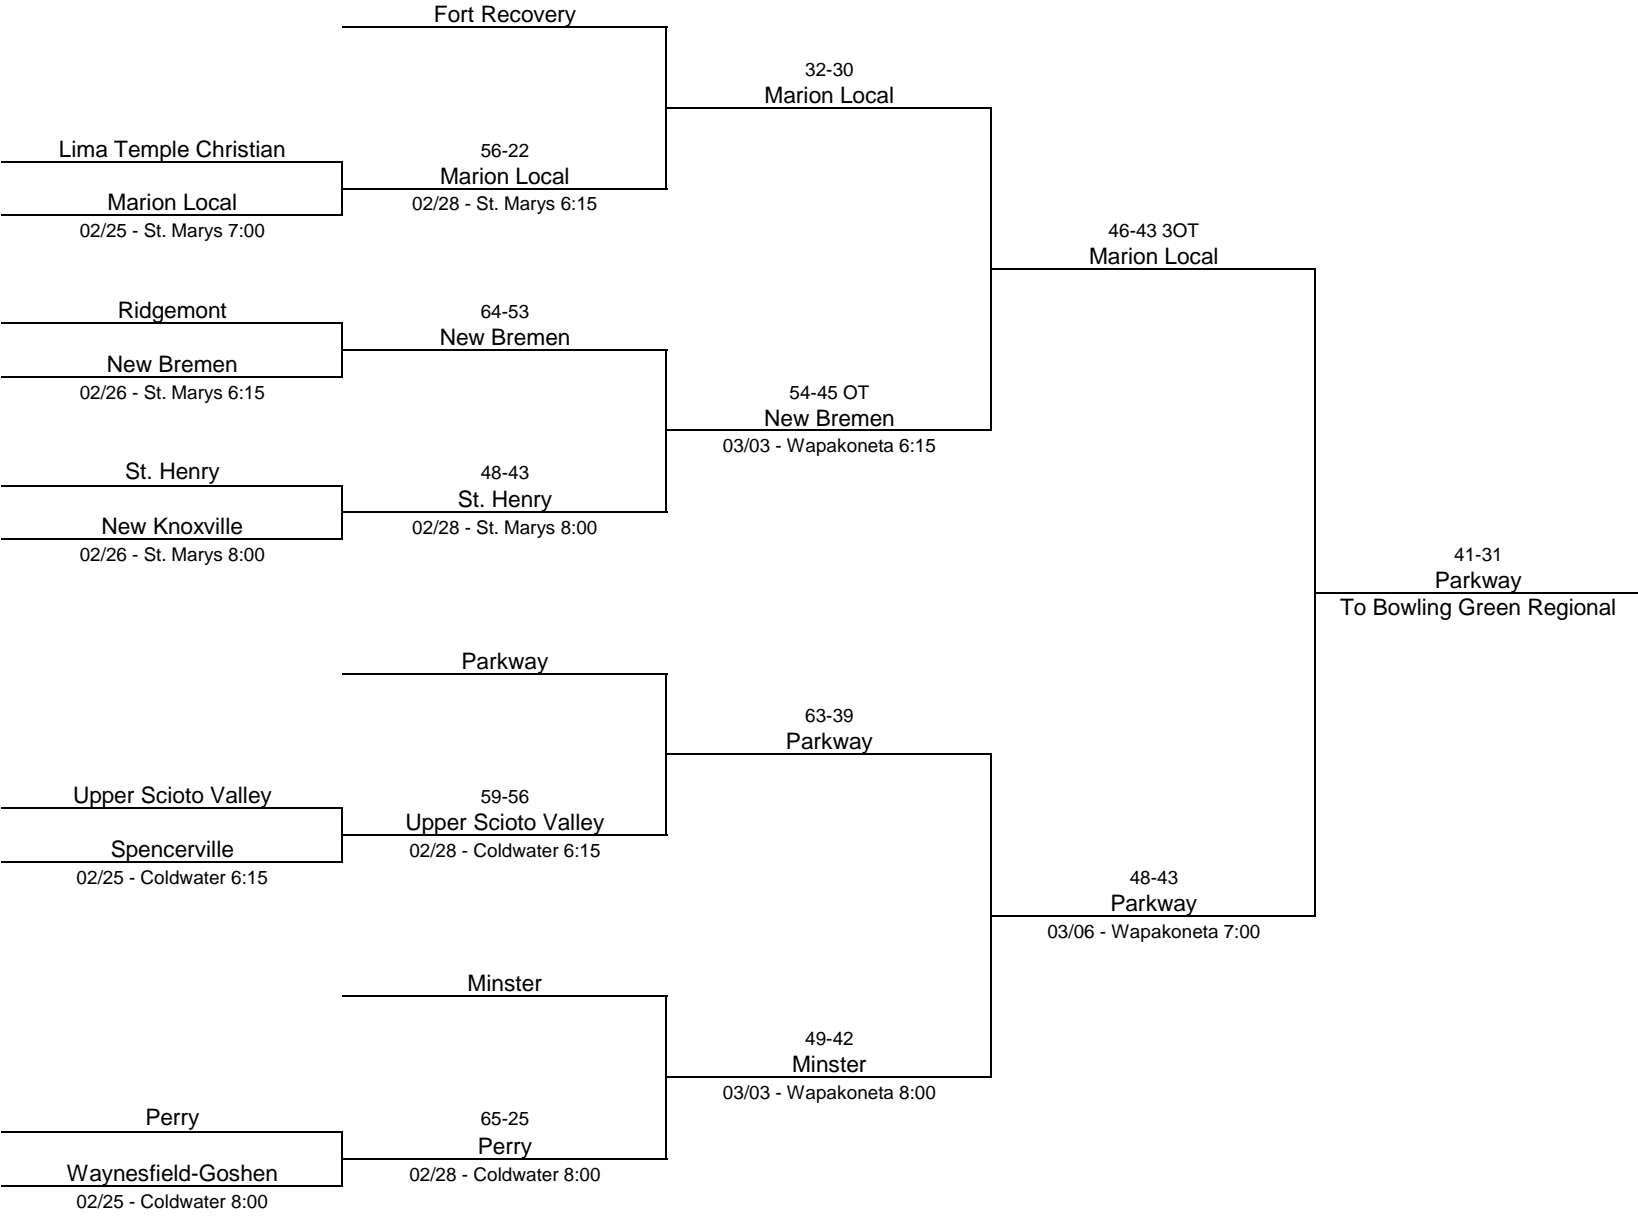 Fort Recovery
32-30
Marion Local
Lima Temple Christian
56-22
Marion Local
Marion Local
02/28 - St. Marys 6:15
02/25 - St. Marys 7:00
46-43 3OT
Marion Local
Ridgemont
64-53
New Bremen
New Bremen
02/26 - St. Marys 6:15
54-45 OT
New Bremen
03/03 - Wapakoneta 6:15
St. Henry
48-43
St. Henry
New Knoxville
02/28 - St. Marys 8:00
02/26 - St. Marys 8:00
41-31
Parkway
To Bowling Green Regional
Parkway
63-39
Parkway
Upper Scioto Valley
59-56
Upper Scioto Valley
Spencerville
02/28 - Coldwater 6:15
02/25 - Coldwater 6:15
48-43
Parkway
03/06 - Wapakoneta 7:00
Minster
49-42
Minster
03/03 - Wapakoneta 8:00
Perry
65-25
Perry
Waynesfield-Goshen
02/28 - Coldwater 8:00
02/25 - Coldwater 8:00